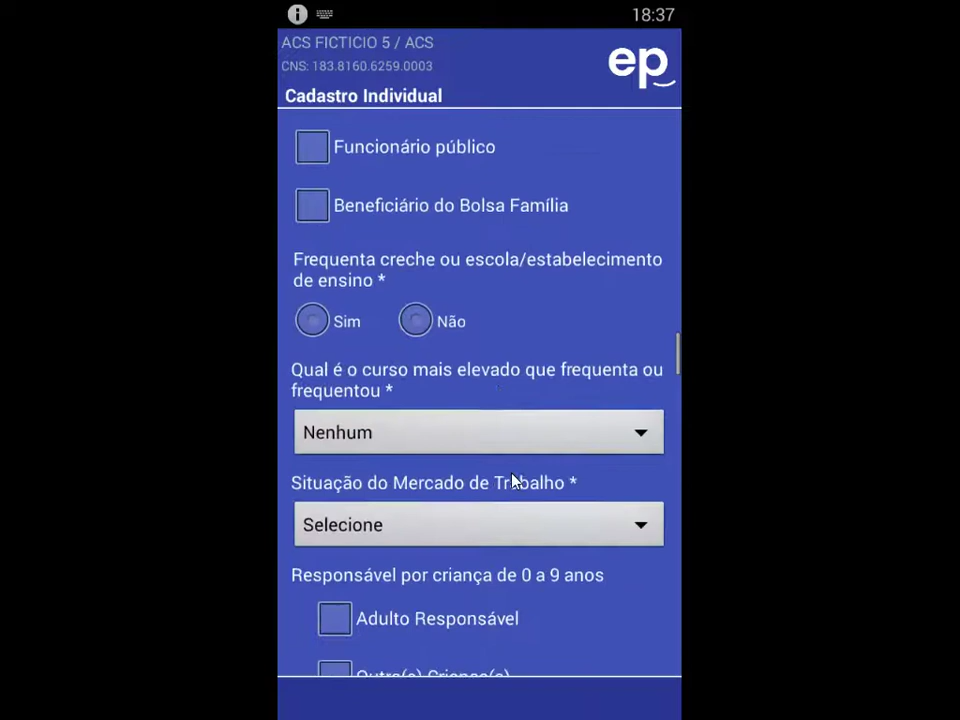 18:37
ACS FICTICIO 5 / ACS
CNS: 183.8160.6259.0003
ep
Cadastro Individual
Funcionário público
Beneficiário do Bolsa Família
Frequenta creche ou escola/estabelecimento
de ensino *
Sim Não
Qual é o curso mais elevado que frequenta ou
frequentou *
Nenhum
Situação do Mercado de Trabalho *
Selecione
Responsável por criança de 0 a 9 anos
Adulto Responsável
Outra(s) Criança(s)